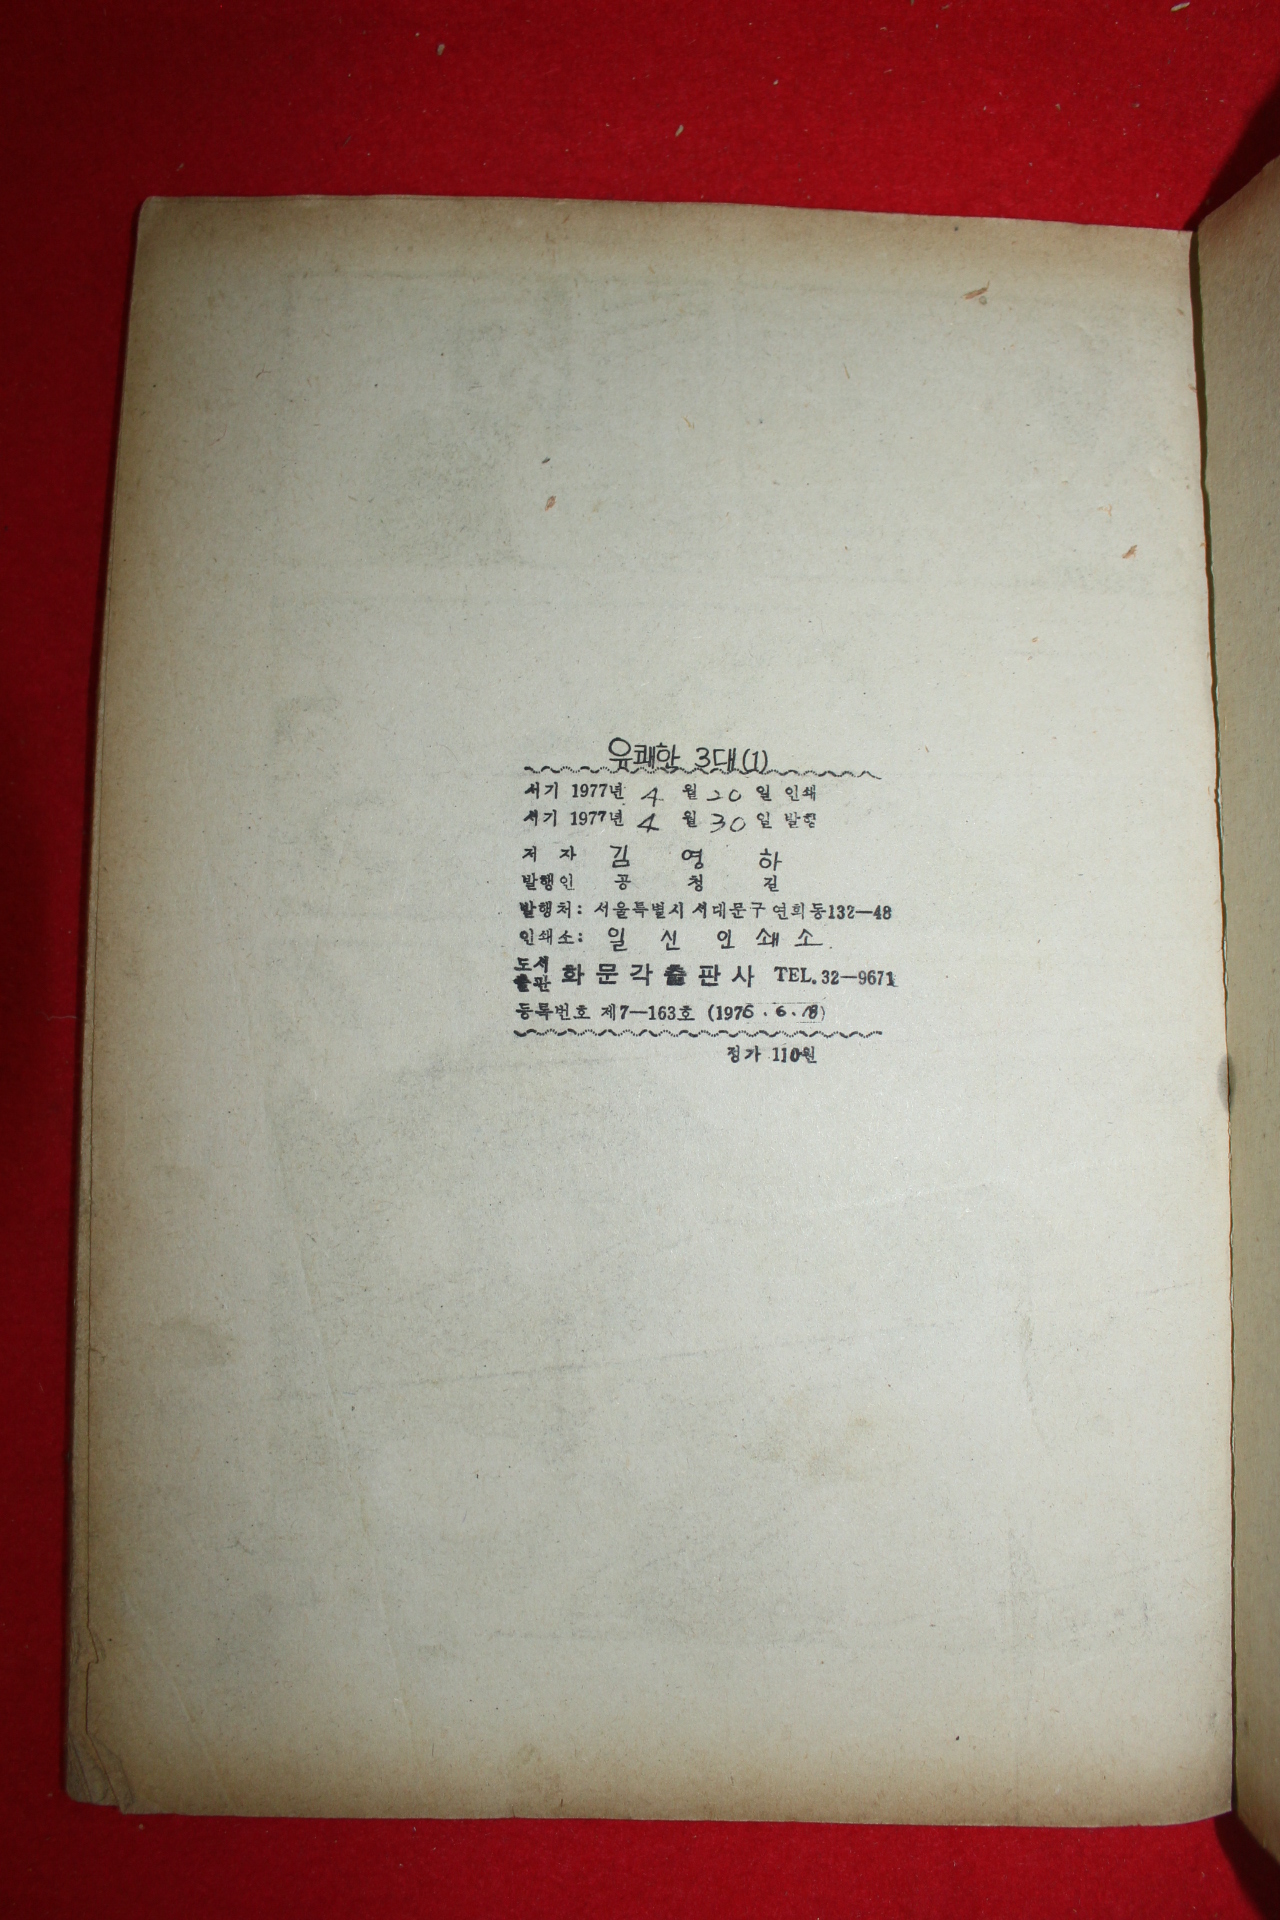 유쾌한 3대(1)
서기 1977년 4 월 20 일 인쇄
서기 1977년 4 월 30 일 발행
저 자 김 영 하
발행인 공 청 길
발행처: 서울특별시 서대문구 연희동132—48
인쇄소: 일 신 인 쇄 소
도서출판 화 문 각 출 판 사 TEL. 32—9671
등록번호 제7—163호 (1976 . 6 . 18)
정가 110원